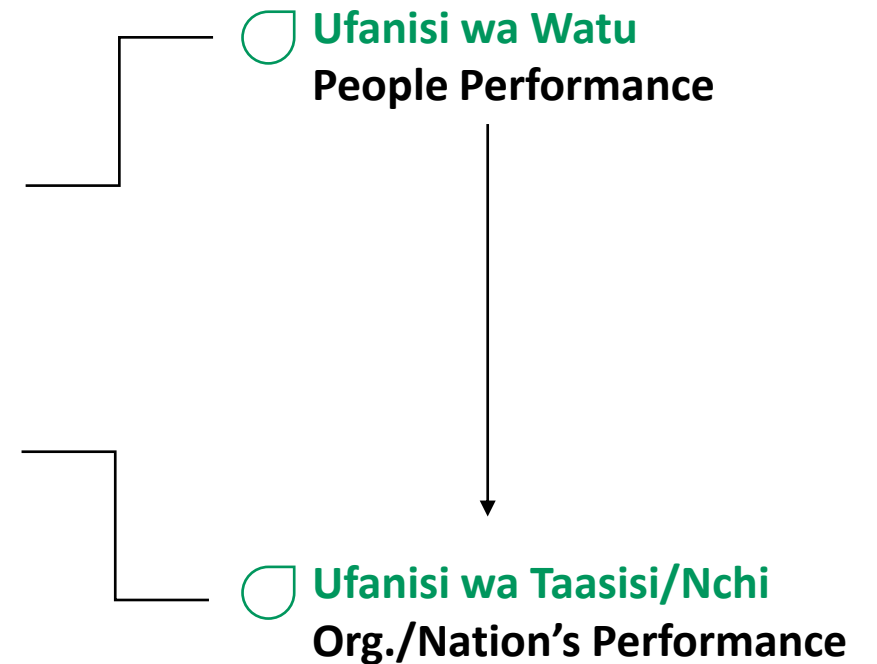 Ufanisi wa Watu
People Performance
Ufanisi wa Taasisi/Nchi
Org./Nation's Performance